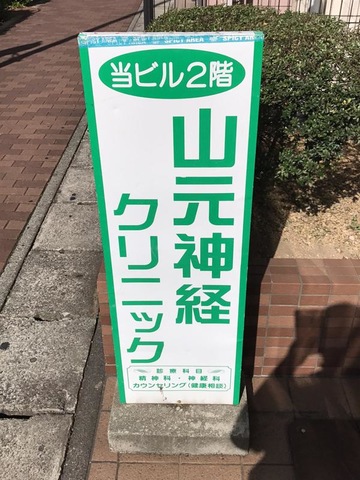 当ビル2階
山元神経
クリニック
診療科目
精神科・神経科
カウンセリング(健康相談)